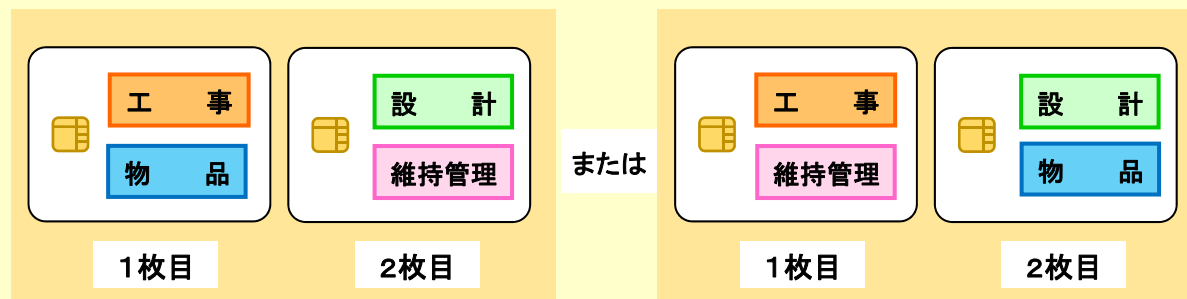 工　事
物　品
1枚目
設　計
維持管理
2枚目
または
工　事
維持管理
1枚目
設　計
物　品
2枚目